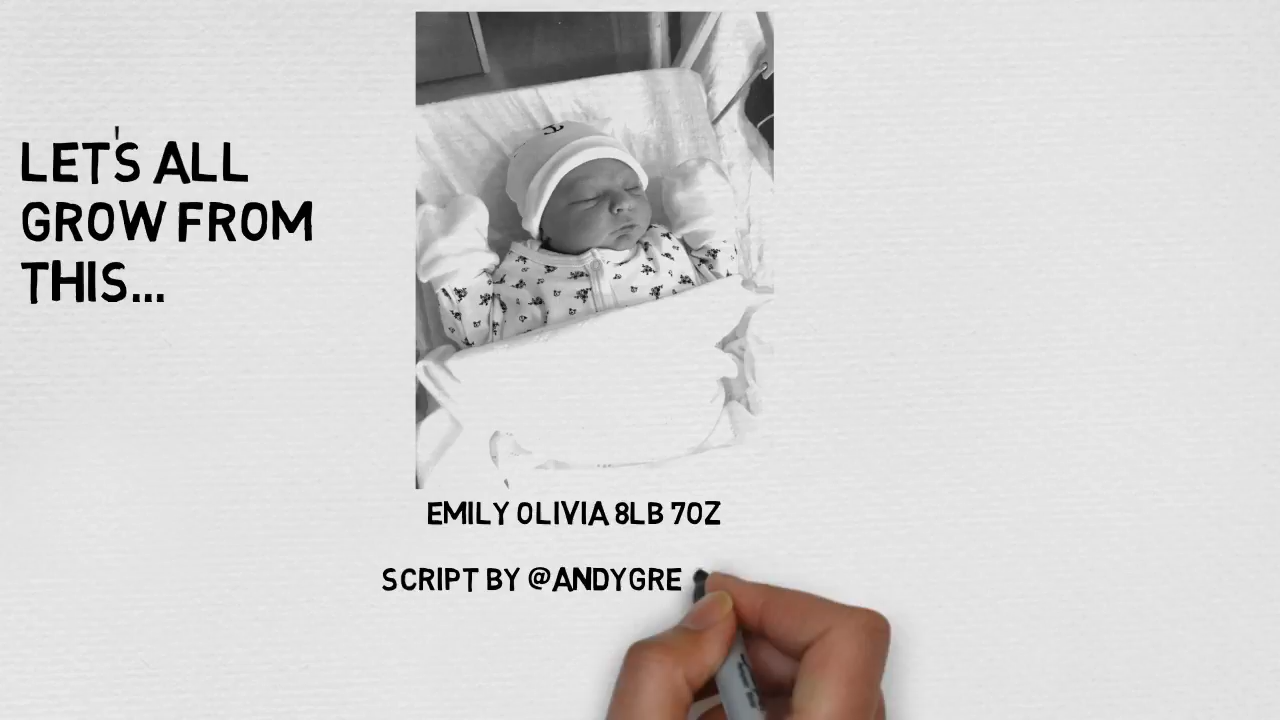 LET'S ALL
GROW FROM
THIS...
EMILY OLIVIA 8LB 7OZ
SCRIPT BY @ANDYGRE